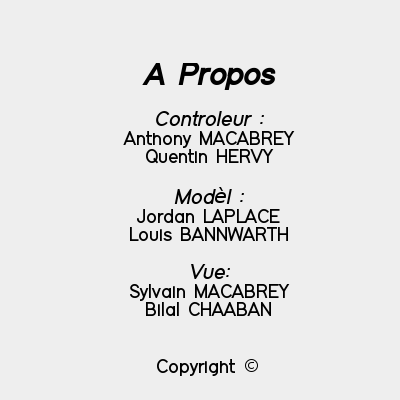 A Propos
Controleur :
Anthony MACABREY
Quentin HERVY
Modèl :
Jordan LAPLACE
Louis BANNWARTH
Vue:
Sylvain MACABREY
Bilal CHAABAN
Copyright ©